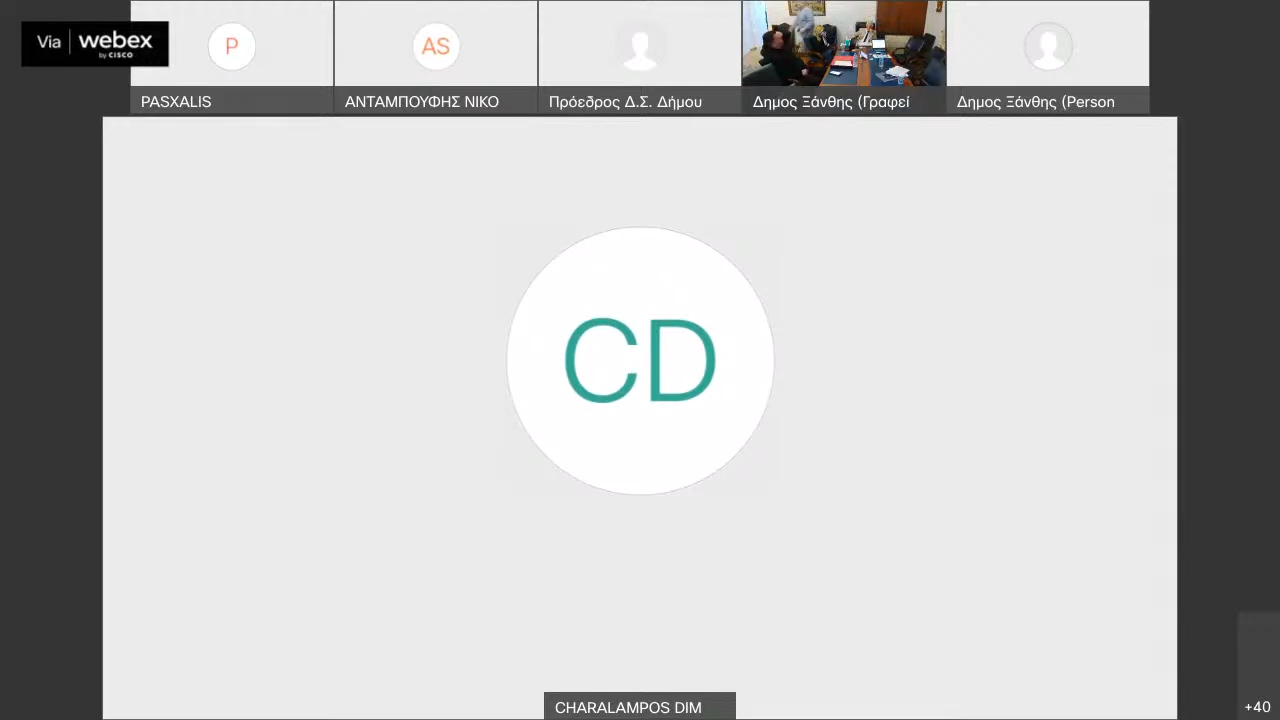 Via webex
by CISCO
P
AS
PASXALIS
ΑΝΤΑΜΠΟΥΦΗΣ ΝΙΚΟ
Πρόεδρος Δ.Σ. Δήμου
Δημος Ξάνθης (Γραφεί
Δημος Ξάνθης (Person
CD
CHARALAMPOS DIM
+40